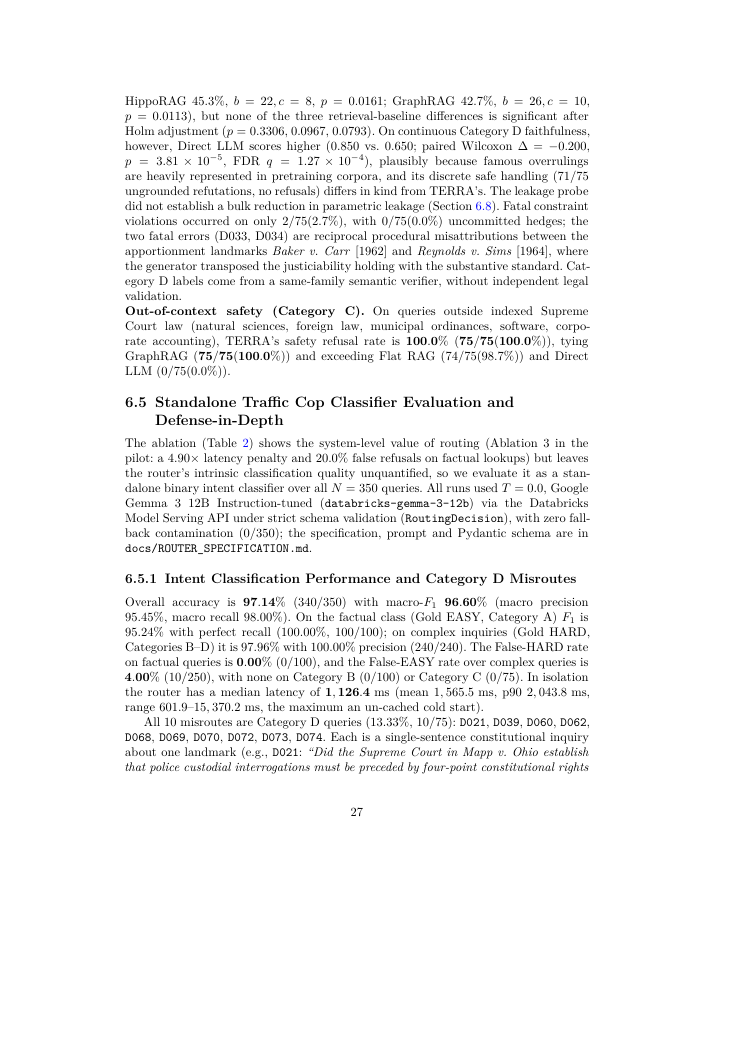 HippoRAG 45.3%, b = 22, c = 8, p = 0.0161; GraphRAG 42.7%, b = 26, c = 10,
p = 0.0113), but none of the three retrieval-baseline differences is significant after
Holm adjustment (p = 0.3306, 0.0967, 0.0793). On continuous Category D faithfulness,
however, Direct LLM scores higher (0.850 vs. 0.650; paired Wilcoxon Δ = −0.200,
p = 3.81 × 10⁻⁵, FDR q = 1.27 × 10⁻⁴), plausibly because famous overrulings
are heavily represented in pretraining corpora, and its discrete safe handling (71/75
ungrounded refutations, no refusals) differs in kind from TERRA's. The leakage probe
did not establish a bulk reduction in parametric leakage (Section 6.8). Fatal constraint
violations occurred on only 2/75(2.7%), with 0/75(0.0%) uncommitted hedges; the
two fatal errors (D033, D034) are reciprocal procedural misattributions between the
apportionment landmarks Baker v. Carr [1962] and Reynolds v. Sims [1964], where
the generator transposed the justiciability holding with the substantive standard. Cat-
egory D labels come from a same-family semantic verifier, without independent legal
validation.
Out-of-context safety (Category C). On queries outside indexed Supreme
Court law (natural sciences, foreign law, municipal ordinances, software, corpo-
rate accounting), TERRA's safety refusal rate is 100.0% (75/75(100.0%)), tying
GraphRAG (75/75(100.0%)) and exceeding Flat RAG (74/75(98.7%)) and Direct
LLM (0/75(0.0%)).
6.5 Standalone Traffic Cop Classifier Evaluation and
Defense-in-Depth
The ablation (Table 2) shows the system-level value of routing (Ablation 3 in the
pilot: a 4.90× latency penalty and 20.0% false refusals on factual lookups) but leaves
the router's intrinsic classification quality unquantified, so we evaluate it as a stan-
dalone binary intent classifier over all N = 350 queries. All runs used T = 0.0, Google
Gemma 3 12B Instruction-tuned (databricks-gemma-3-12b) via the Databricks
Model Serving API under strict schema validation (RoutingDecision), with zero fall-
back contamination (0/350); the specification, prompt and Pydantic schema are in
docs/ROUTER_SPECIFICATION.md.
6.5.1 Intent Classification Performance and Category D Misroutes
Overall accuracy is 97.14% (340/350) with macro-F₁ 96.60% (macro precision
95.45%, macro recall 98.00%). On the factual class (Gold EASY, Category A) F₁ is
95.24% with perfect recall (100.00%, 100/100); on complex inquiries (Gold HARD,
Categories B–D) it is 97.96% with 100.00% precision (240/240). The False-HARD rate
on factual queries is 0.00% (0/100), and the False-EASY rate over complex queries is
4.00% (10/250), with none on Category B (0/100) or Category C (0/75). In isolation
the router has a median latency of 1,126.4 ms (mean 1,565.5 ms, p90 2,043.8 ms,
range 601.9–15,370.2 ms, the maximum an un-cached cold start).
All 10 misroutes are Category D queries (13.33%, 10/75): D021, D039, D060, D062,
D068, D069, D070, D072, D073, D074. Each is a single-sentence constitutional inquiry
about one landmark (e.g., D021: “Did the Supreme Court in Mapp v. Ohio establish
that police custodial interrogations must be preceded by four-point constitutional rights
27